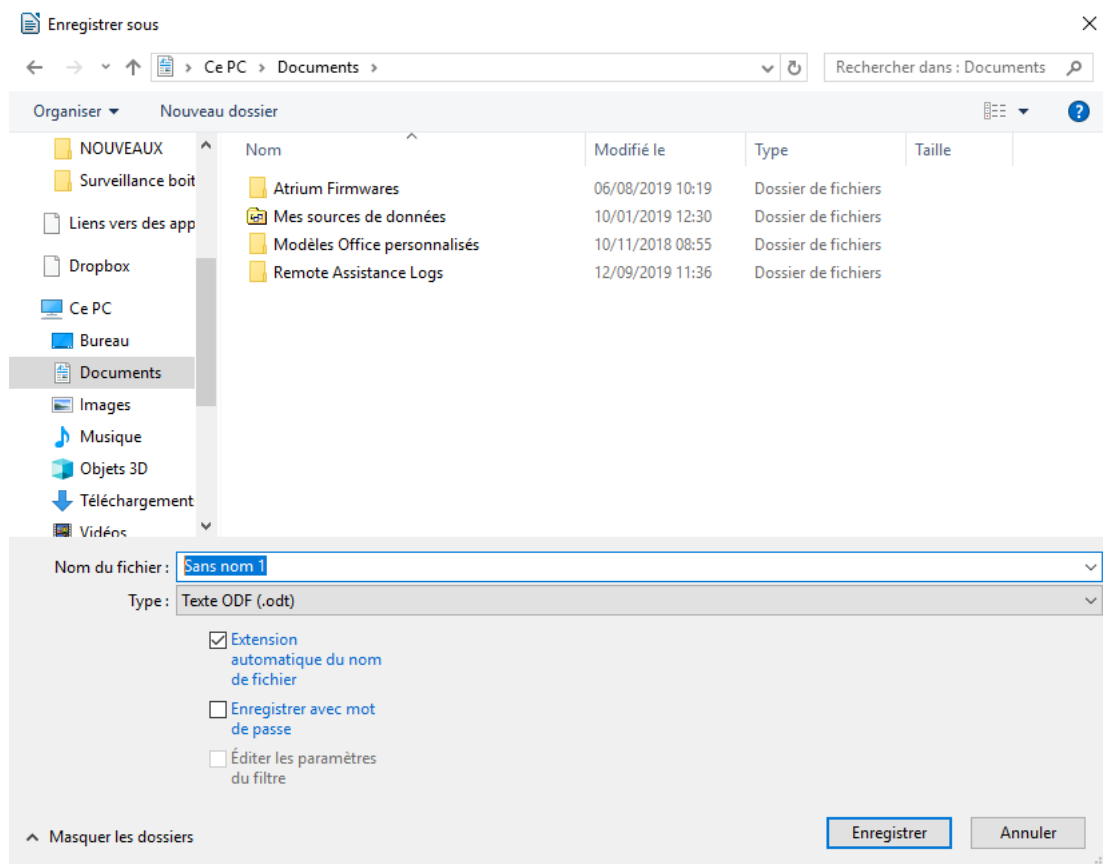 Enregistrer sous
Ce PC > Documents >
Rechercher dans : Documents
Organiser
Nouveau dossier
NOUVEAUX
Surveillance boit
Liens vers des app
Dropbox
Ce PC
Bureau
Documents
Images
Musique
Objets 3D
Téléchargement
Vidéos
Nom Modifié le Type Taille
Atrium Firmwares 06/08/2019 10:19 Dossier de fichiers
Mes sources de données 10/01/2019 12:30 Dossier de fichiers
Modèles Office personnalisés 10/11/2018 08:55 Dossier de fichiers
Remote Assistance Logs 12/09/2019 11:36 Dossier de fichiers
Nom du fichier : Sans nom 1
Type : Texte ODF (.odt)
Extension
automatique du nom
de fichier
Enregistrer avec mot
de passe
Éditer les paramètres
du filtre
Masquer les dossiers
Enregistrer
Annuler